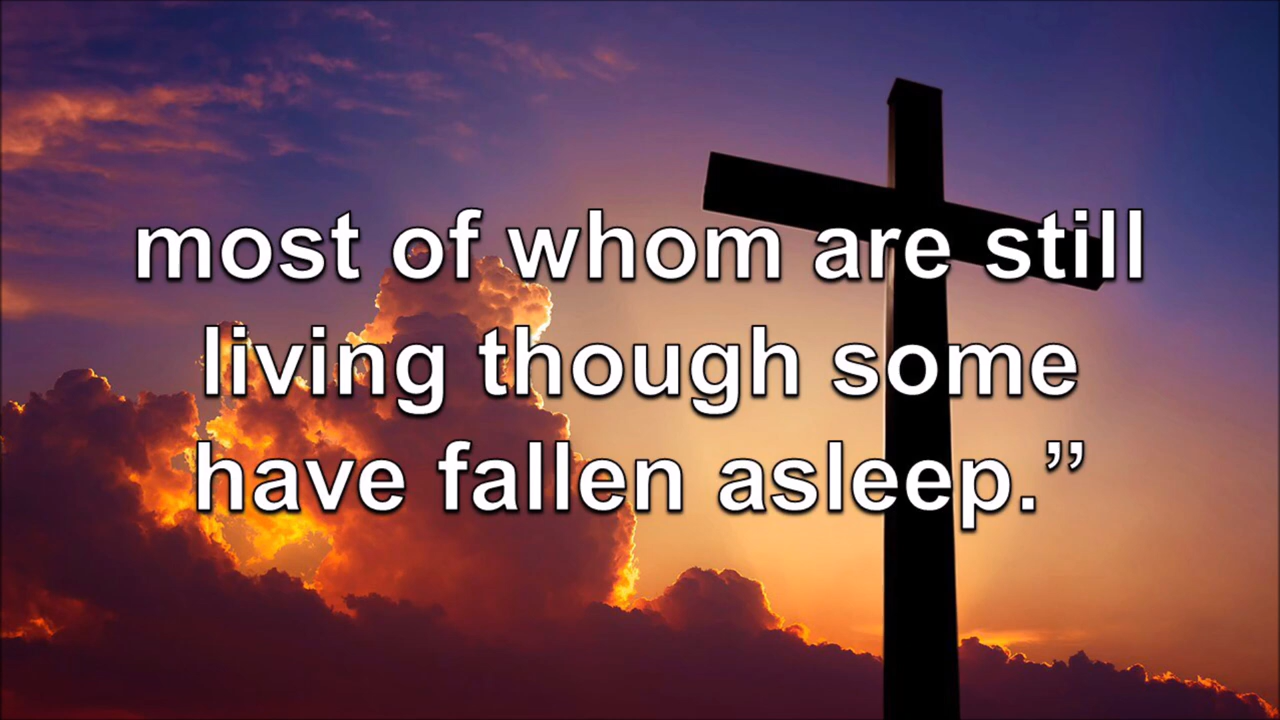 most of whom are still
living though some
have fallen asleep.”